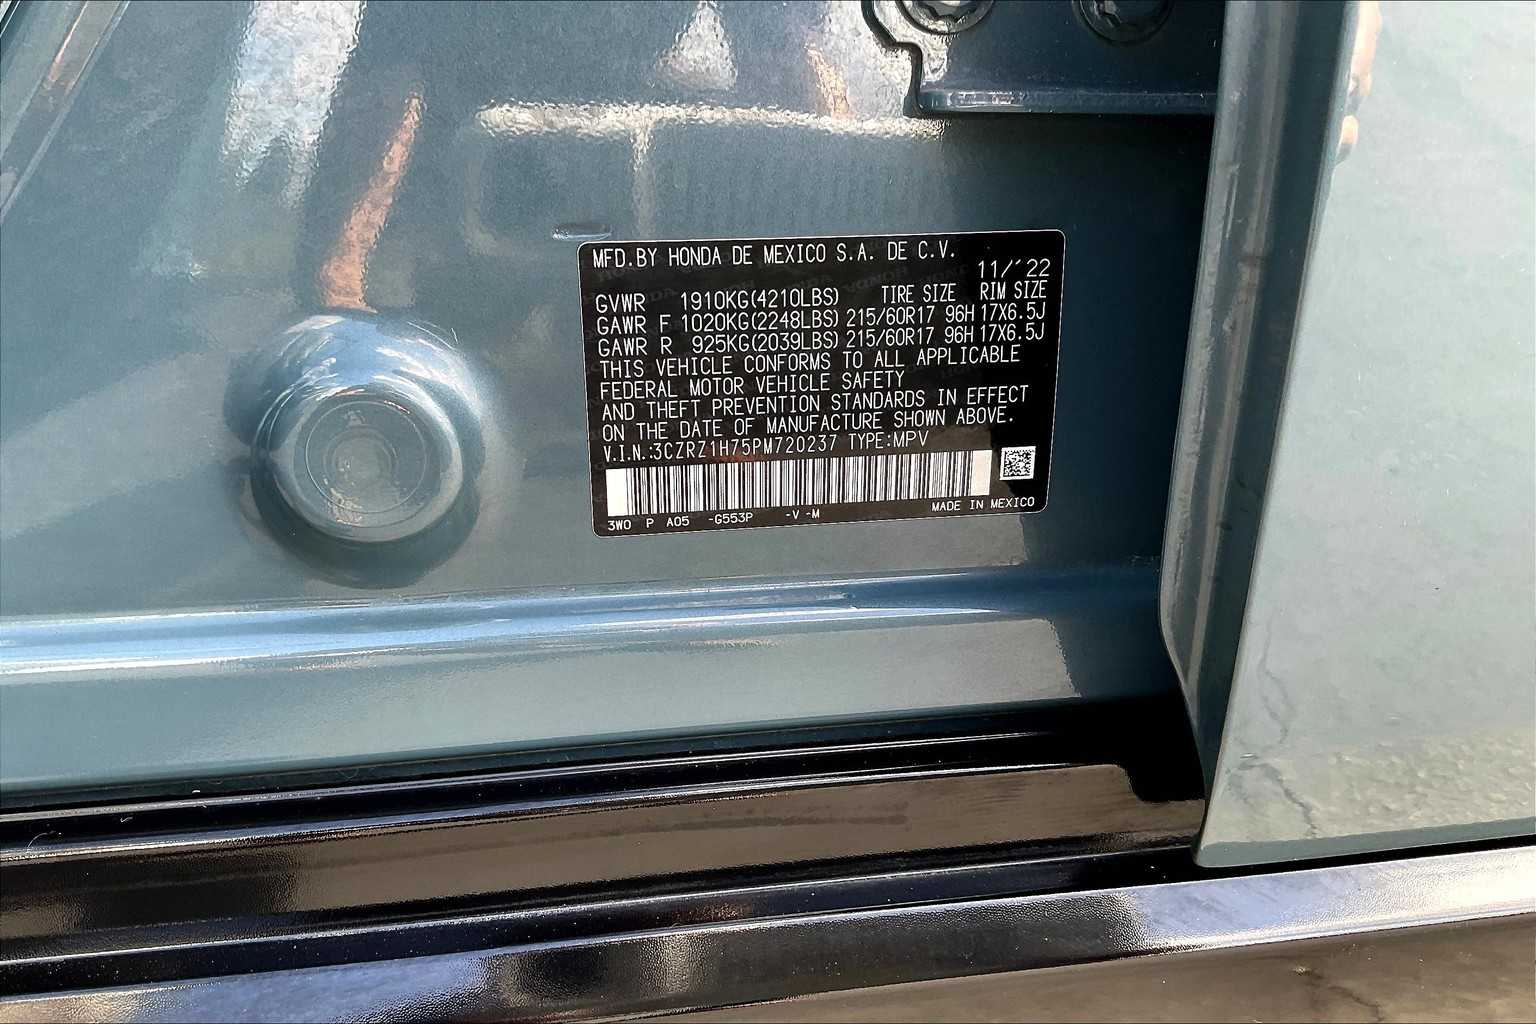 MFD.BY HONDA DE MEXICO S.A. DE C.V.
11/'22
GVWR 1910KG(4210LBS) TIRE SIZE RIM SIZE
GAWR F 1020KG(2248LBS) 215/60R17 96H 17X6.5J
GAWR R 925KG(2039LBS) 215/60R17 96H 17X6.5J
THIS VEHICLE CONFORMS TO ALL APPLICABLE
FEDERAL MOTOR VEHICLE SAFETY
AND THEFT PREVENTION STANDARDS IN EFFECT
ON THE DATE OF MANUFACTURE SHOWN ABOVE.
V.I.N.:3CZRZ1H75PM720237 TYPE:MPV
3W0 P A05 -G553P -V -M MADE IN MEXICO